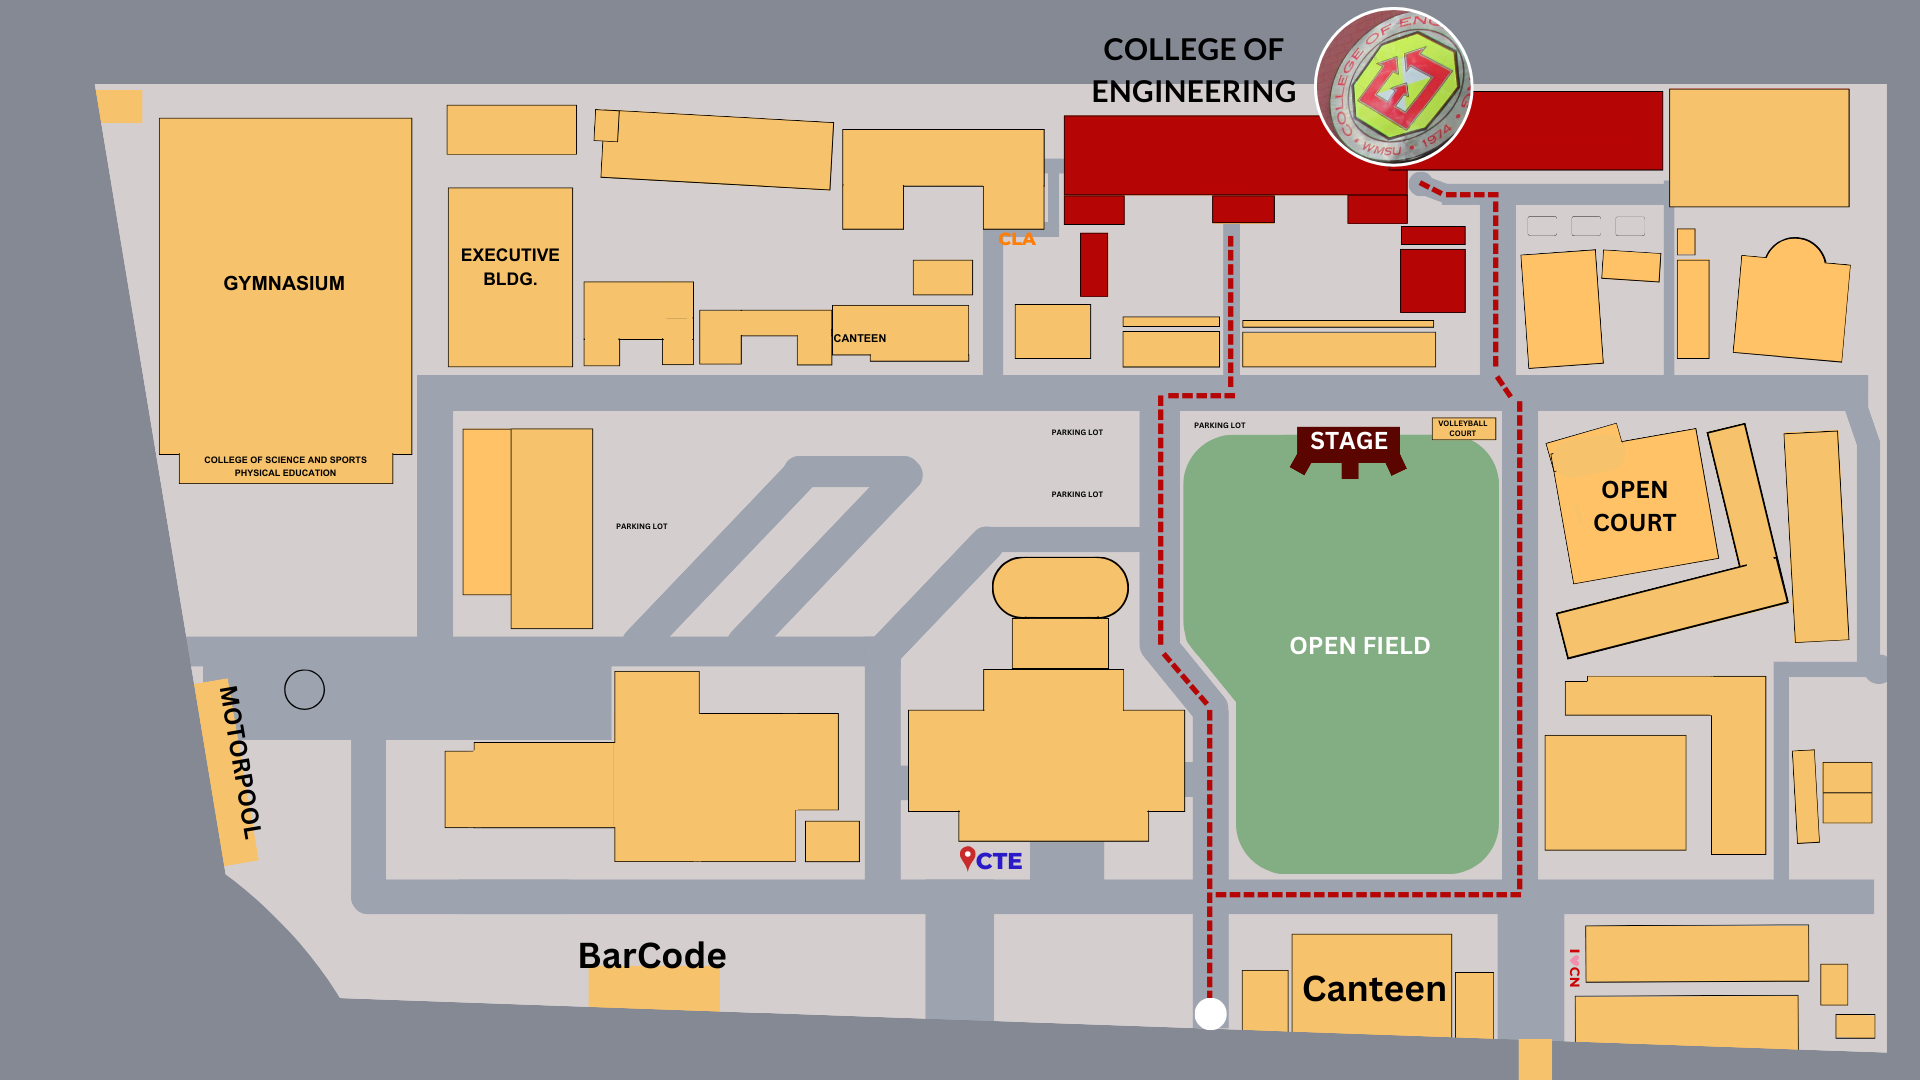 COLLEGE OF
ENGINEERING
COLLEGE OF ENG
WMSU • 1974
CLA
EXECUTIVE
BLDG.
GYMNASIUM
CANTEEN
PARKING LOT
PARKING LOT
STAGE
VOLLEYBALL
COURT
COLLEGE OF SCIENCE AND SPORTS
PHYSICAL EDUCATION
PARKING LOT
PARKING LOT
OPEN
COURT
OPEN FIELD
MOTORPOOL
CTE
BarCode
Canteen
I ♥ CN